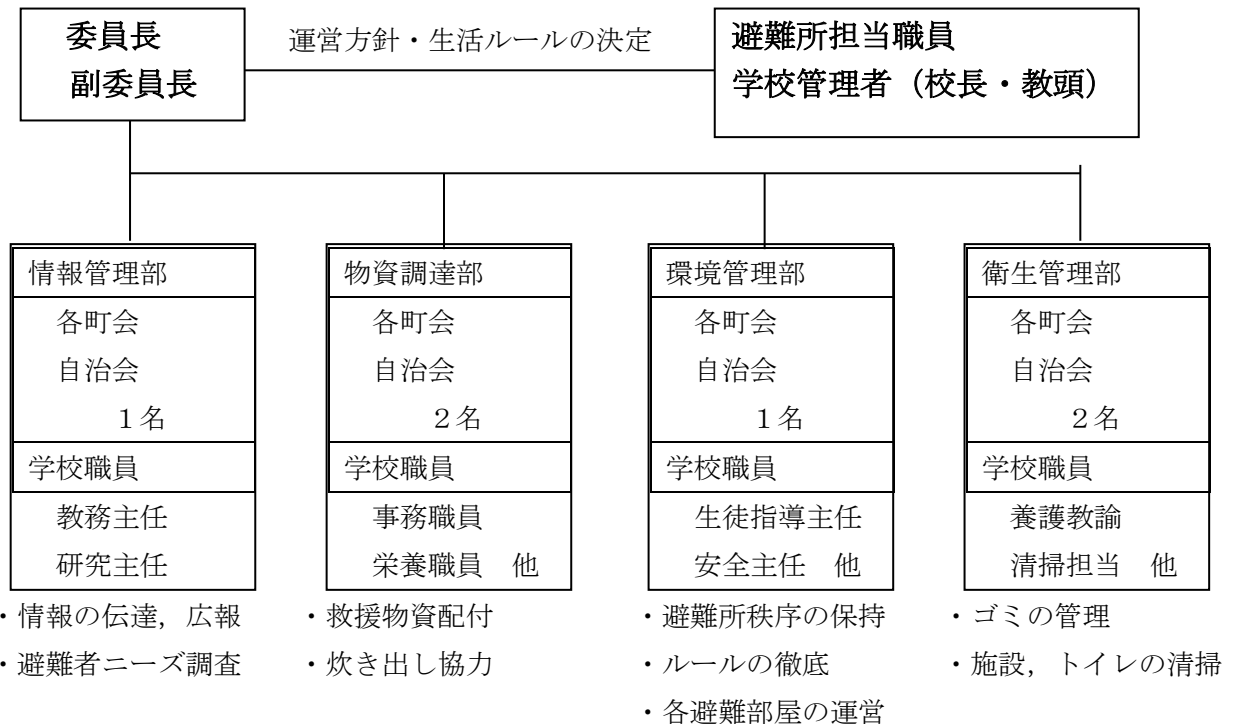 委員長
副委員長
運営方針・生活ルールの決定
避難所担当職員
学校管理者（校長・教頭）
情報管理部
各町会
自治会
１名
学校職員
教務主任
研究主任
・情報の伝達，広報
・避難者ニーズ調査
物資調達部
各町会
自治会
２名
学校職員
事務職員
栄養職員　他
・救援物資配付
・炊き出し協力
環境管理部
各町会
自治会
１名
学校職員
生徒指導主任
安全主任　他
・避難所秩序の保持
・ルールの徹底
・各避難部屋の運営
衛生管理部
各町会
自治会
２名
学校職員
養護教諭
清掃担当　他
・ゴミの管理
・施設，トイレの清掃